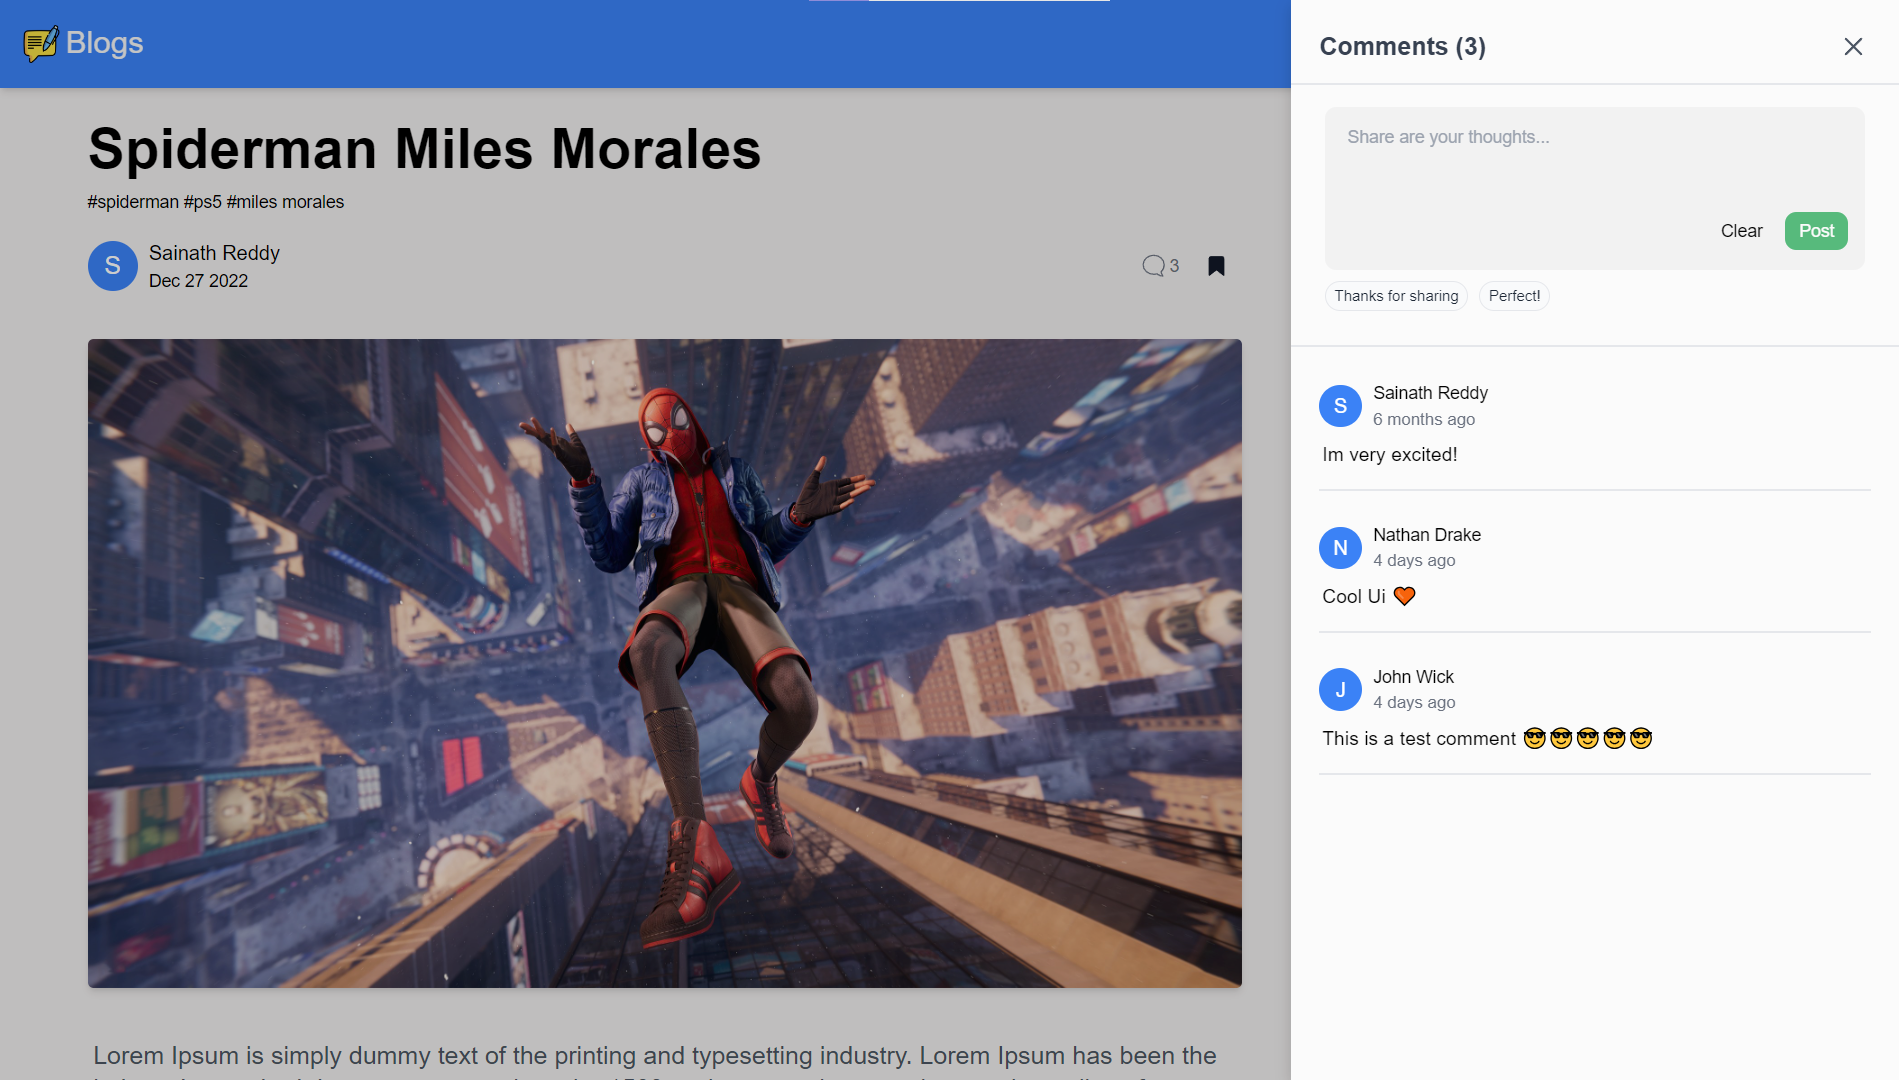 Blogs
Spiderman Miles Morales
#spiderman #ps5 #miles morales
S
Sainath Reddy
Dec 27 2022
3
Lorem Ipsum is simply dummy text of the printing and typesetting industry. Lorem Ipsum has been the
Comments (3)
Share are your thoughts...
Clear
Post
Thanks for sharing
Perfect!
S
Sainath Reddy
6 months ago
Im very excited!
N
Nathan Drake
4 days ago
Cool Ui 🧡
J
John Wick
4 days ago
This is a test comment 😎😎😎😎😎